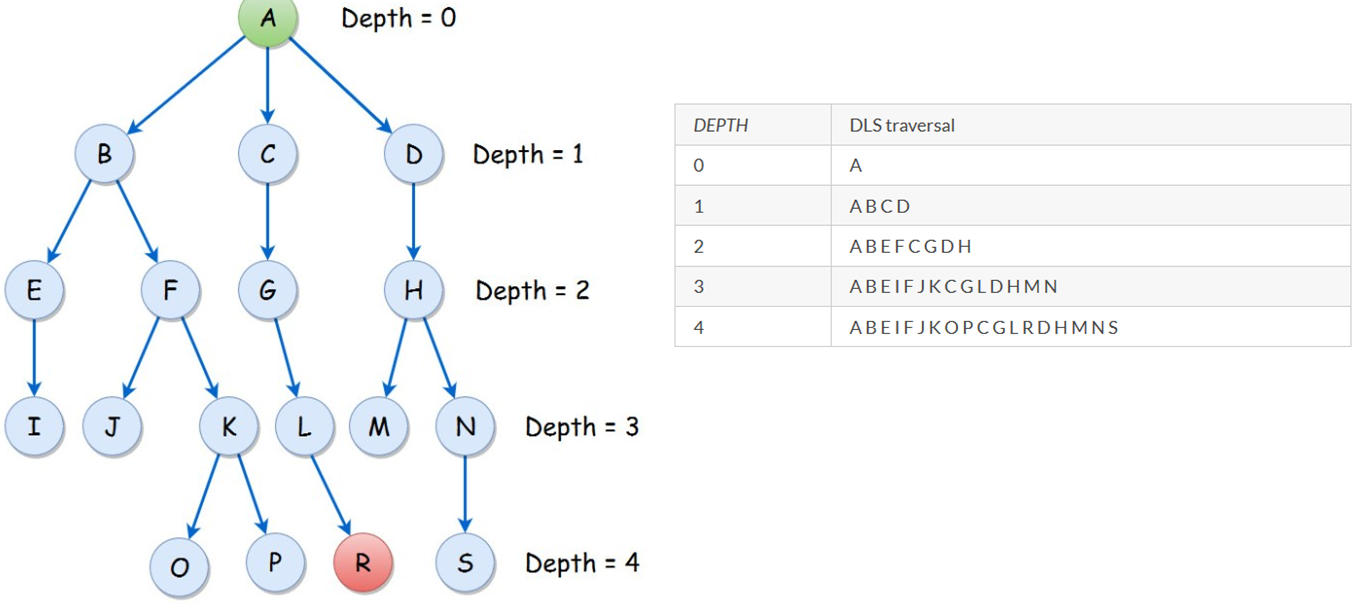 A Depth = 0
B C D Depth = 1
E F G H Depth = 2
I J K L M N Depth = 3
O P R S Depth = 4
DEPTH DLS traversal
0 A
1 A B C D
2 A B E F C G D H
3 A B E I F J K C G L D H M N
4 A B E I F J K O P C G L R D H M N S